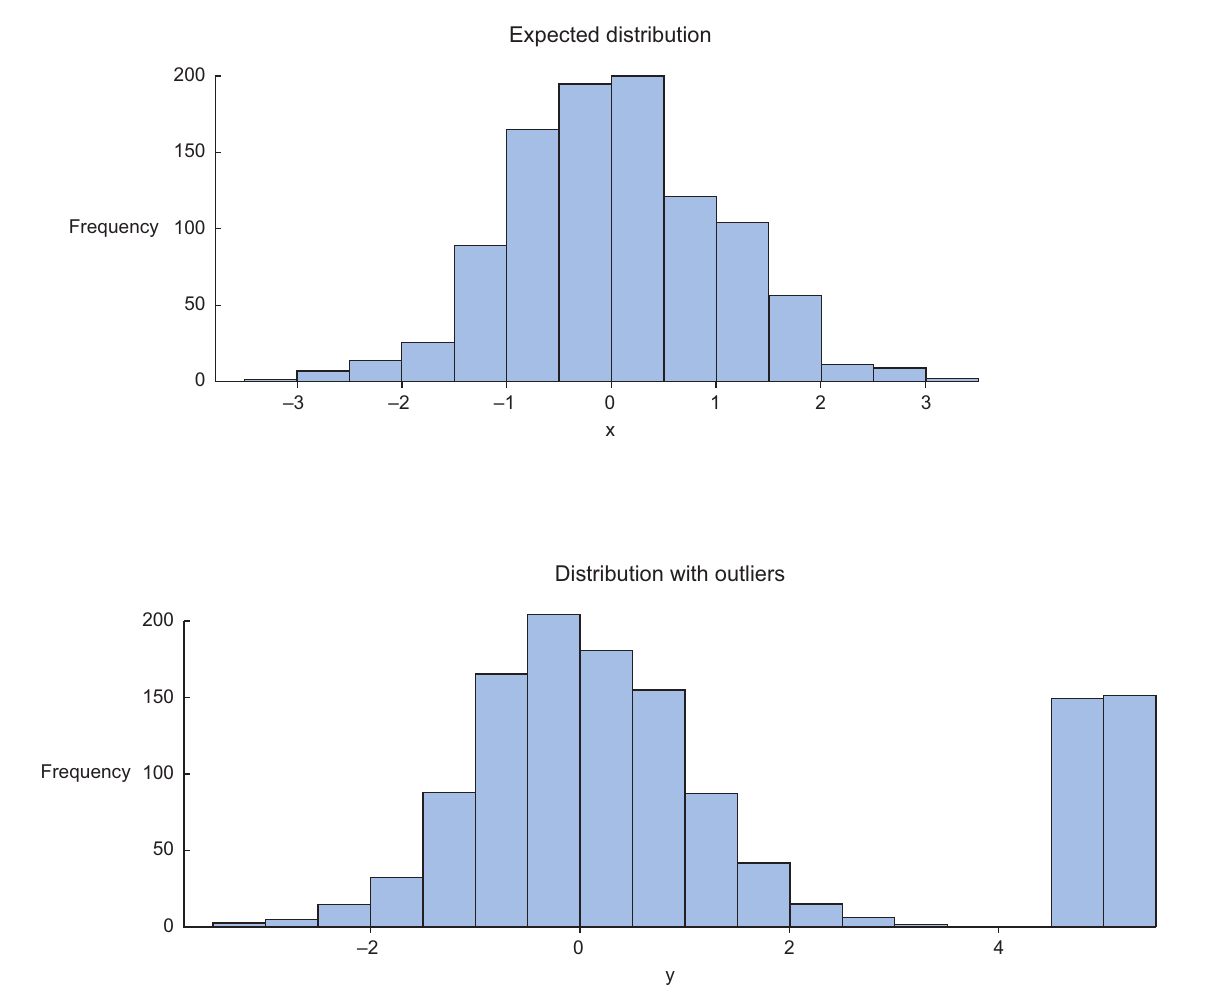 Expected distribution
200
150
Frequency 100
50
0
–3 –2 –1 0 1 2 3
x
Distribution with outliers
200
150
Frequency 100
50
0
–2 0 2 4
y